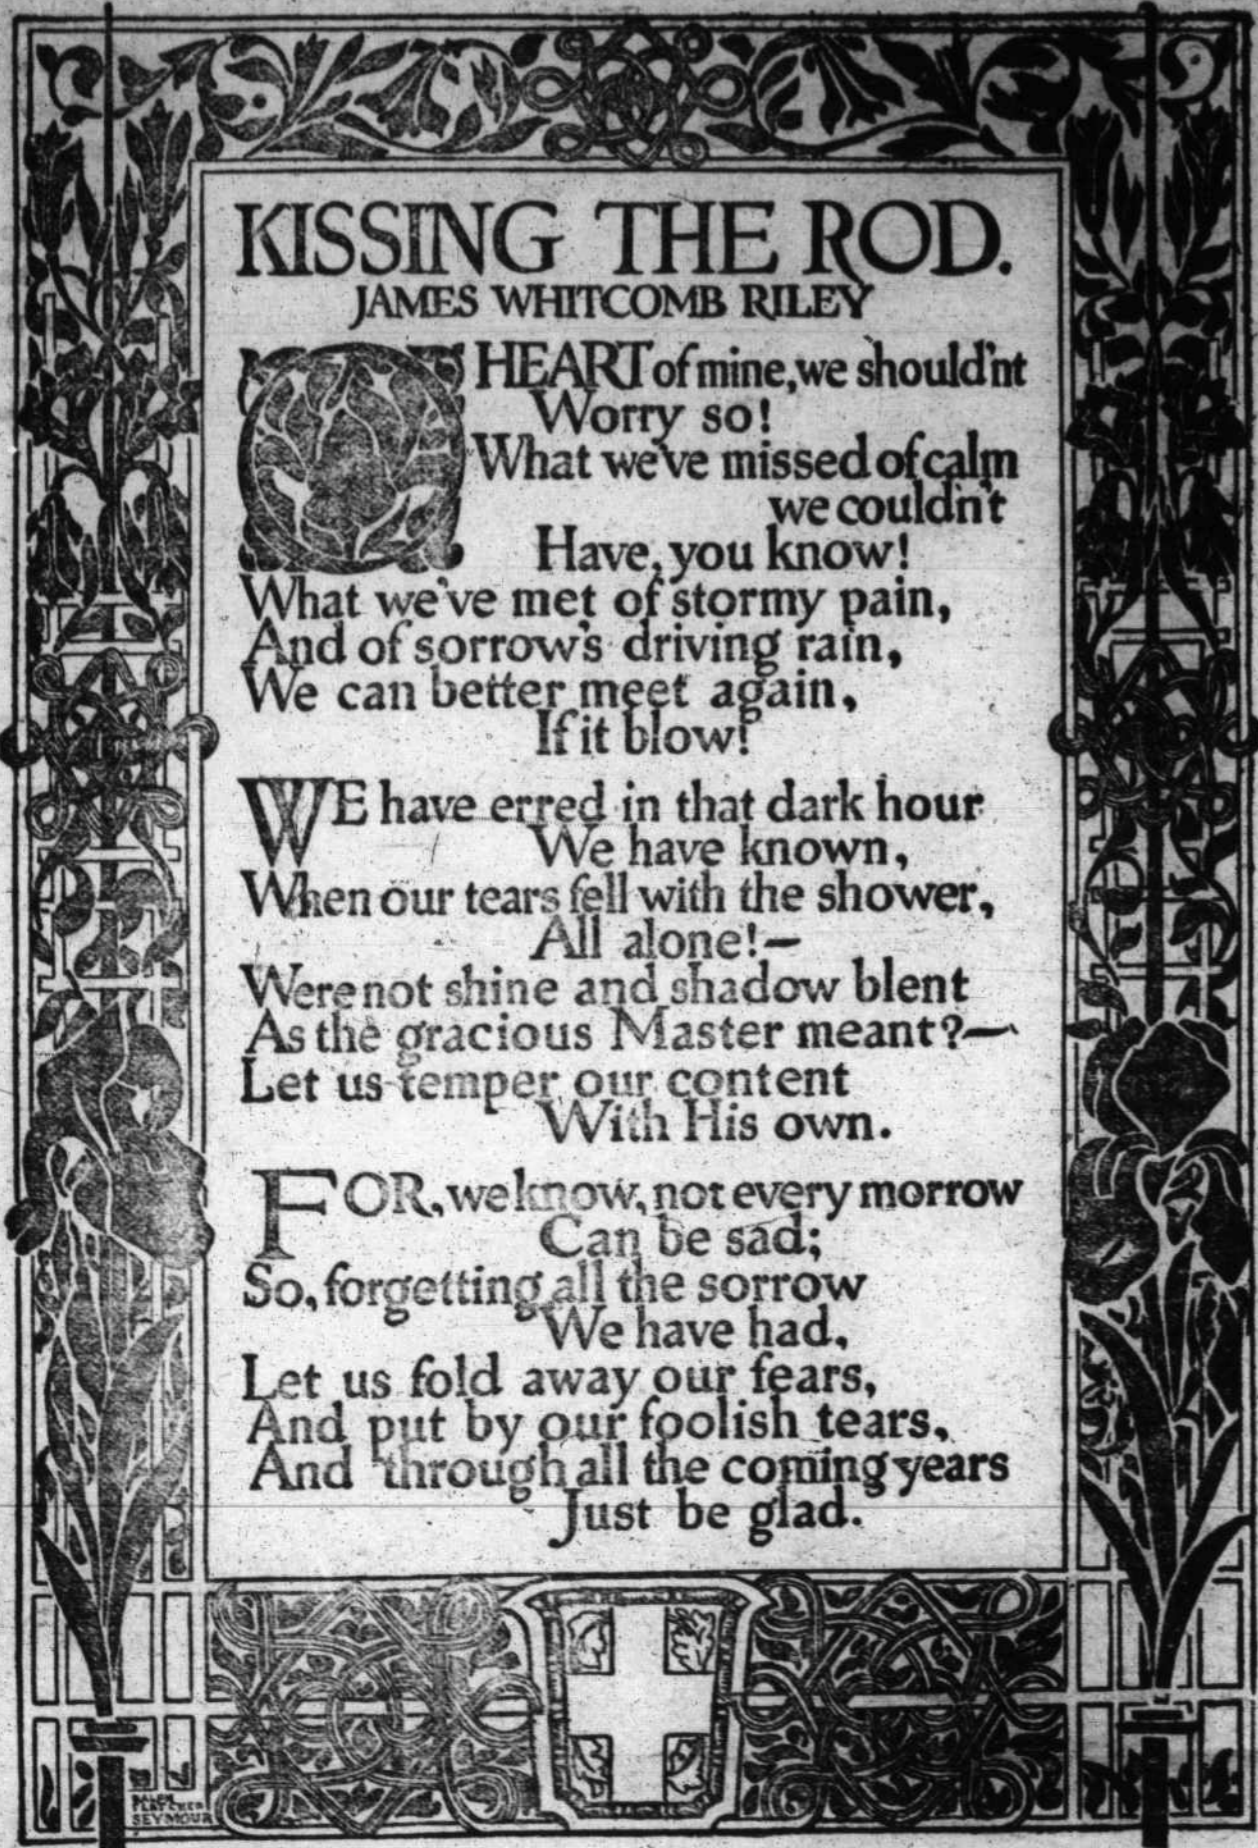 KISSING THE ROD.
JAMES WHITCOMB RILEY
O HEART of mine, we should'nt
Worry so!
What we've missed of calm
we couldn't
Have, you know!
What we've met of stormy pain,
And of sorrow's driving rain,
We can better meet again,
If it blow!
WE have erred in that dark hour
We have known,
When our tears fell with the shower,
All alone!—
Were not shine and shadow blent
As the gracious Master meant?—
Let us temper our content
With His own.
FOR, we know, not every morrow
Can be sad;
So, forgetting all the sorrow
We have had,
Let us fold away our fears,
And put by our foolish tears,
And through all the coming years
Just be glad.
RALPH
FLETCHER
SEYMOUR